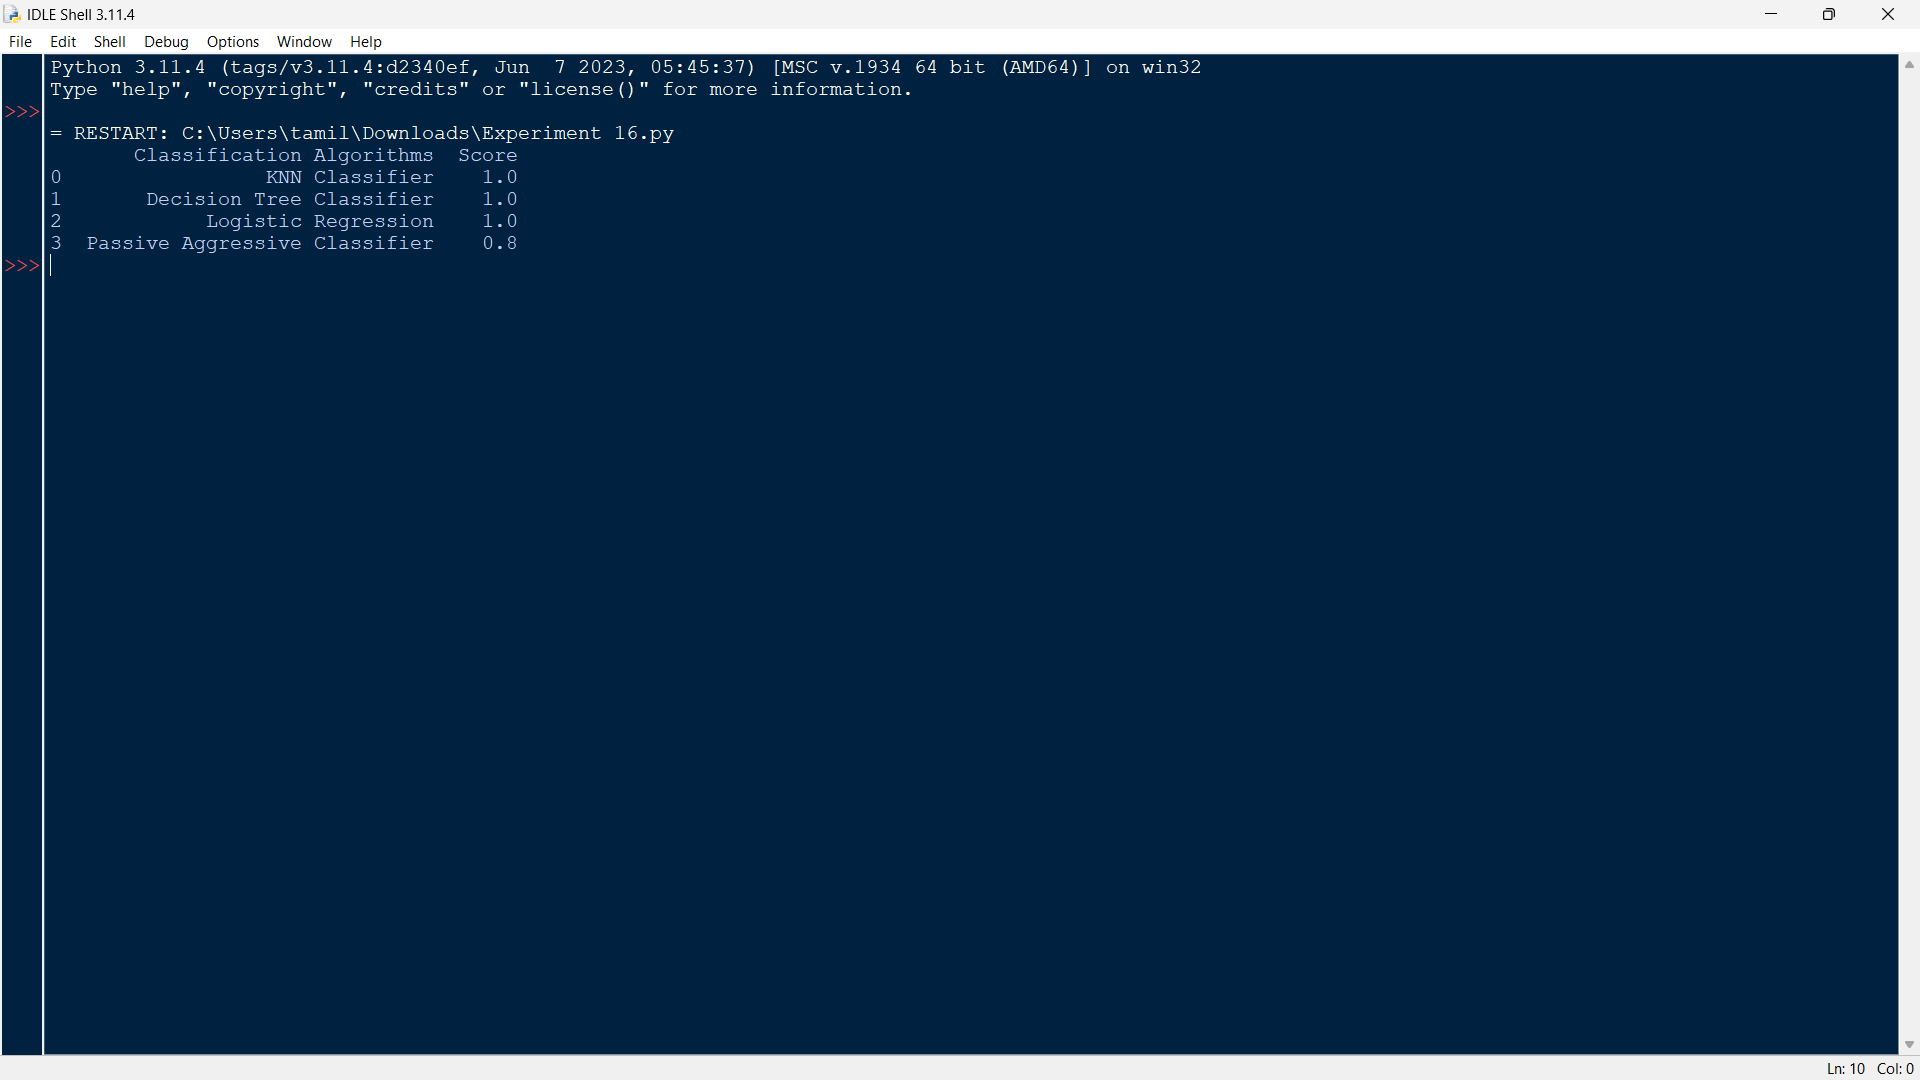 IDLE Shell 3.11.4
File Edit Shell Debug Options Window Help
Python 3.11.4 (tags/v3.11.4:d2340ef, Jun  7 2023, 05:45:37) [MSC v.1934 64 bit (AMD64)] on win32
Type "help", "copyright", "credits" or "license()" for more information.
>>>
= RESTART: C:\Users\tamil\Downloads\Experiment 16.py
Classification Algorithms  Score
0                 KNN Classifier    1.0
1       Decision Tree Classifier    1.0
2            Logistic Regression    1.0
3  Passive Aggressive Classifier    0.8
>>>
Ln: 10 Col: 0